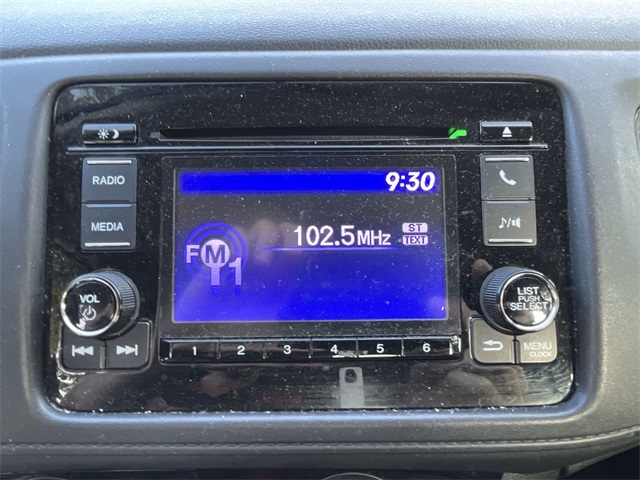 9:30
RADIO
MEDIA
102.5MHz
ST
TEXT
FM1
VOL
LIST
PUSH
SELECT
1 2 3 4 5 6
MENU
CLOCK